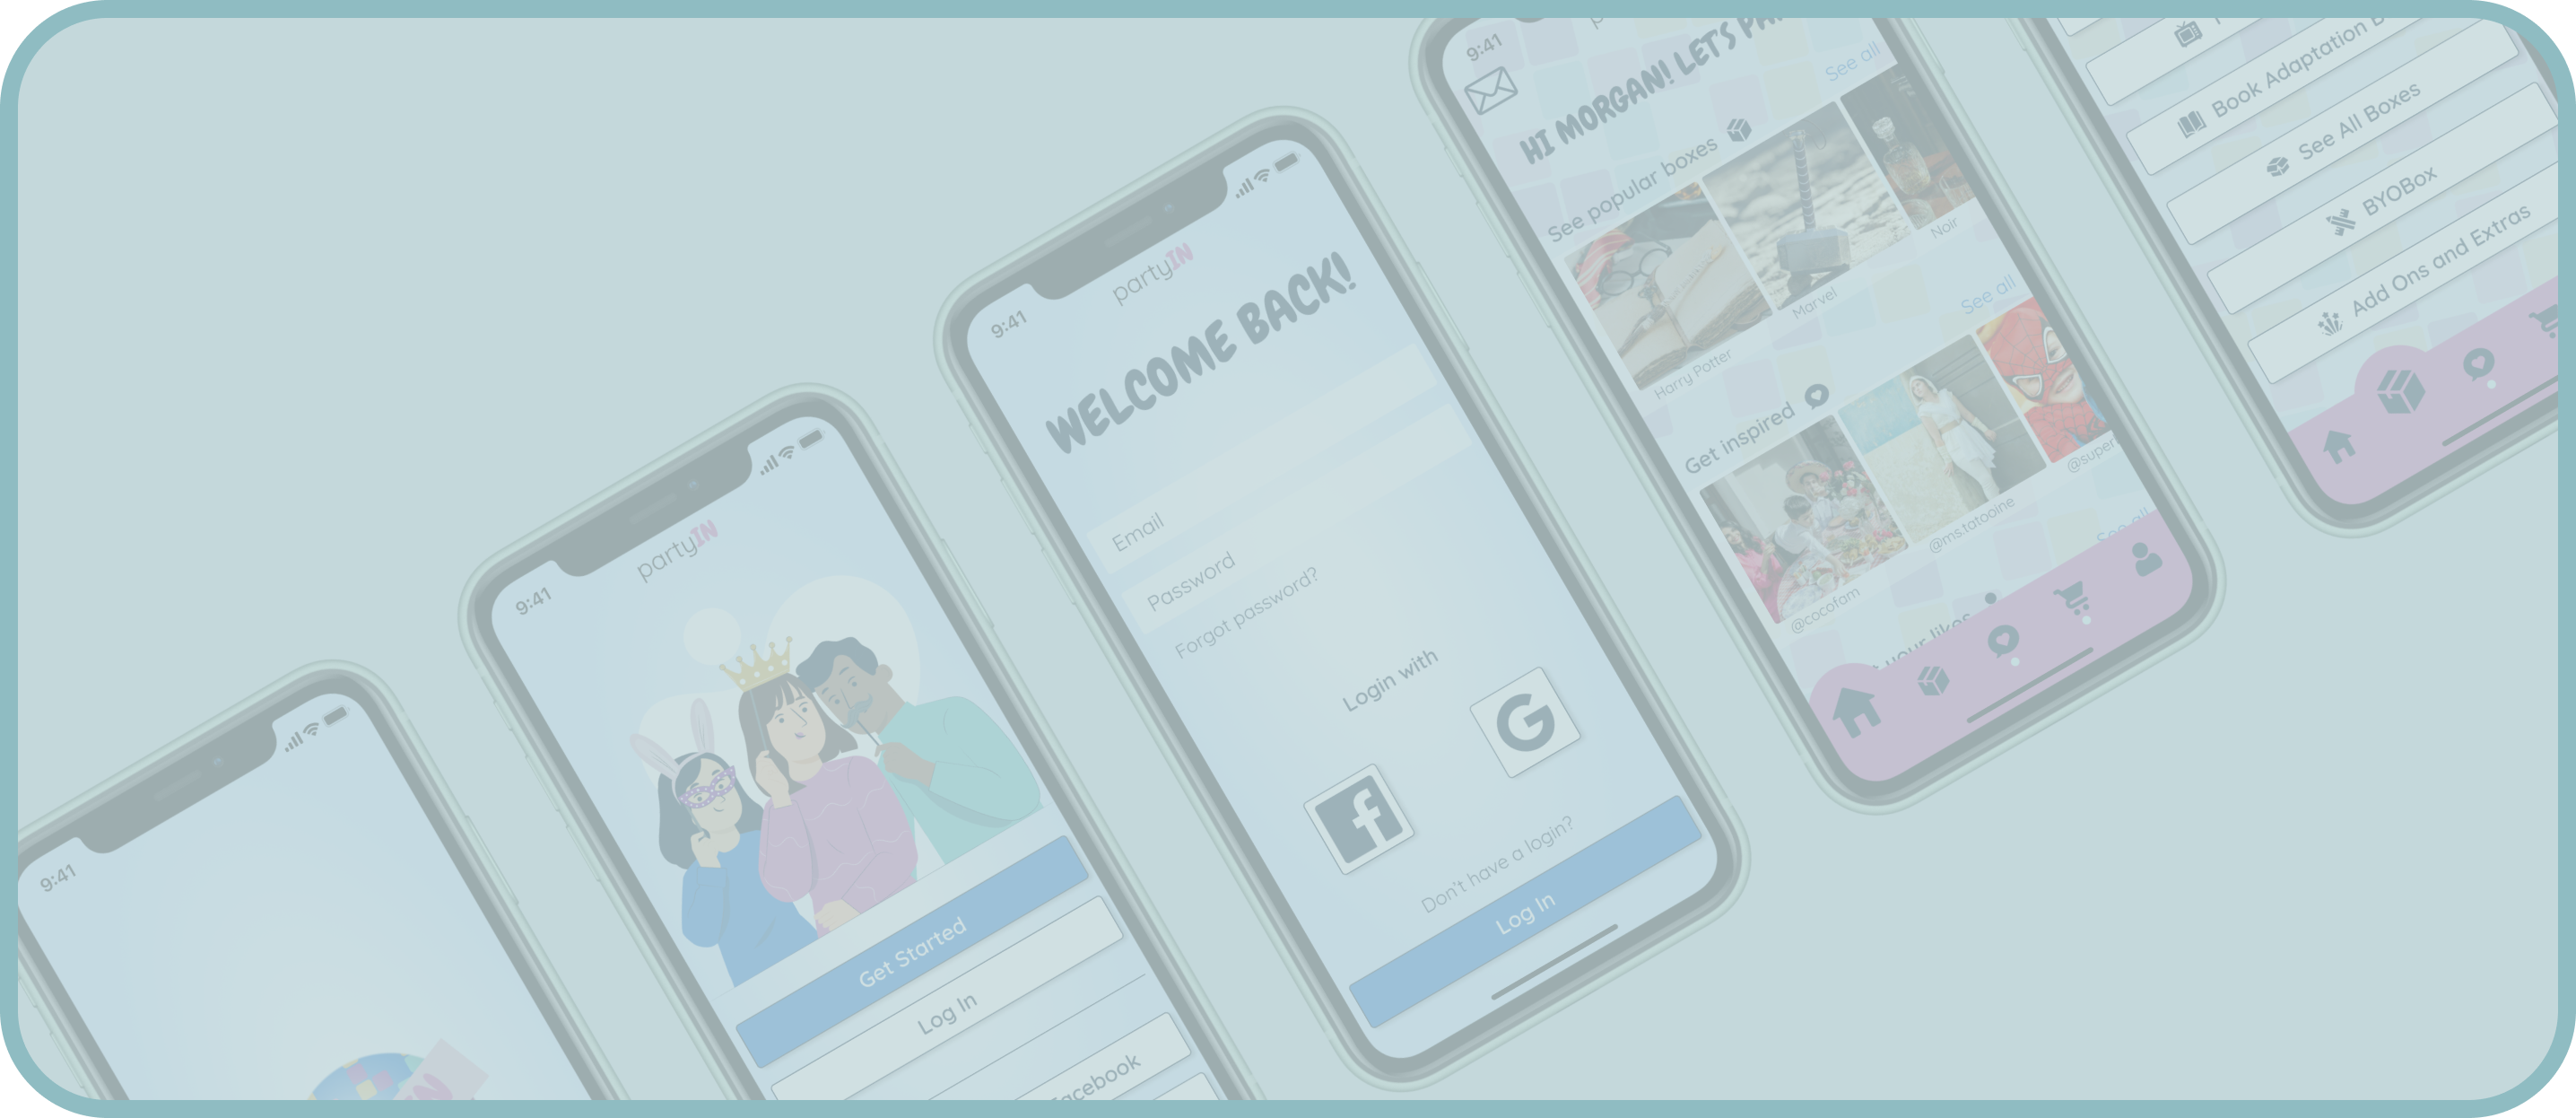 9:41
9:41
partyIN
Get Started
Log In
acebook
9:41
partyIN
WELCOME BACK!
Email
Password
Forgot password?
Login with
Don't have a login?
Log In
9:41
HI MORGAN! LET'S PA
See all
See popular boxes
Harry Potter
Marvel
Noir
See all
Get inspired
@cocofam
@ms.tatooine
@super
See all
your likes
Book Adaptation B
See All Boxes
BYOBox
Add Ons and Extras